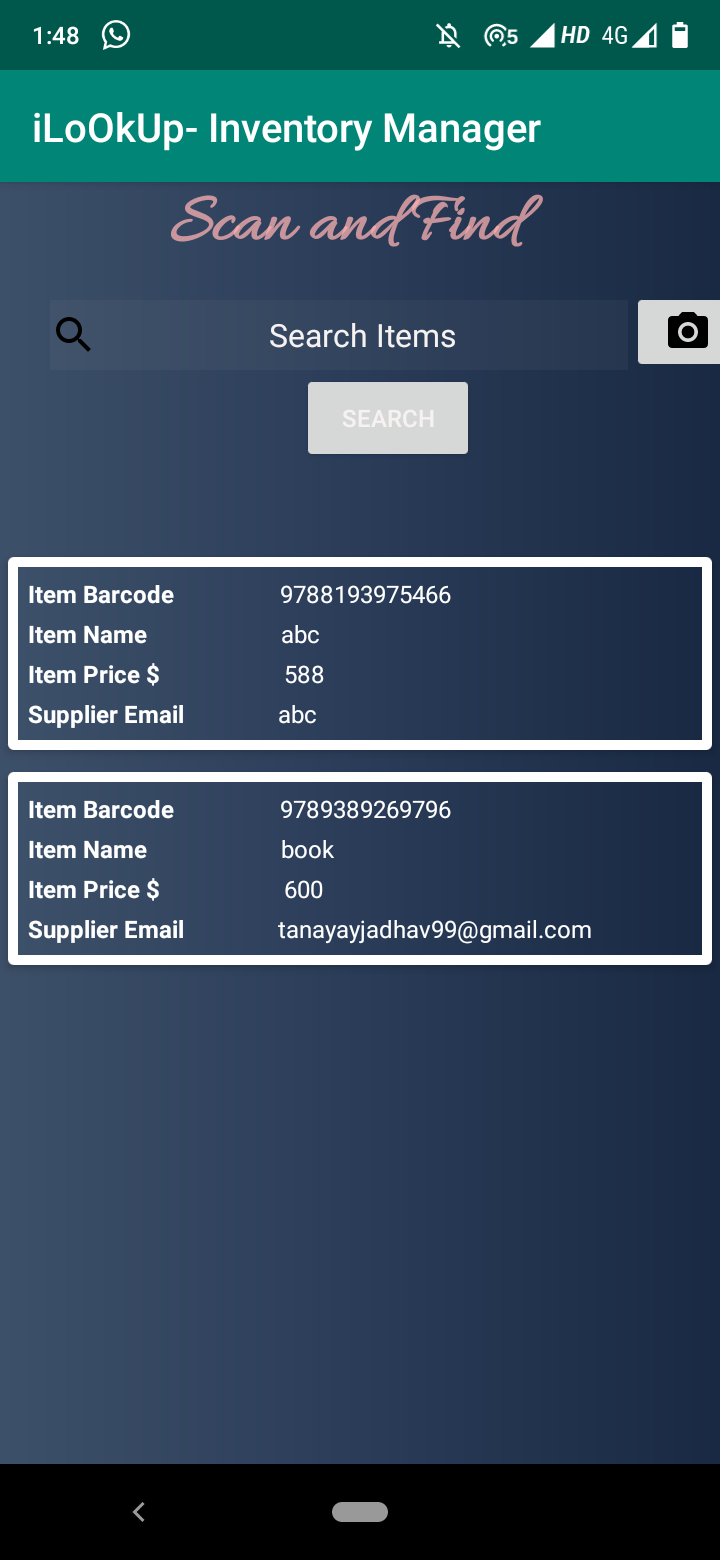 1:48 5 HD 4G
iLoOkUp- Inventory Manager
Scan and Find
Search Items
SEARCH
Item Barcode 9788193975466
Item Name abc
Item Price $ 588
Supplier Email abc
Item Barcode 9789389269796
Item Name book
Item Price $ 600
Supplier Email tanayayjadhav99@gmail.com